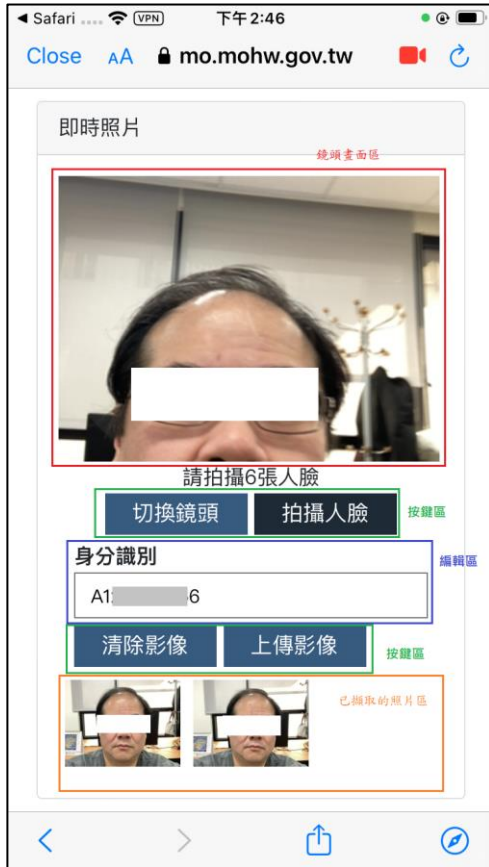 ◀ Safari VPN 下午2:46
Close AA mo.mohw.gov.tw
即時照片
鏡頭畫面區
請拍攝6張人臉
切換鏡頭 拍攝人臉 按鍵區
身分識別 編輯區
A1 6
清除影像 上傳影像 按鍵區
已擷取的照片區